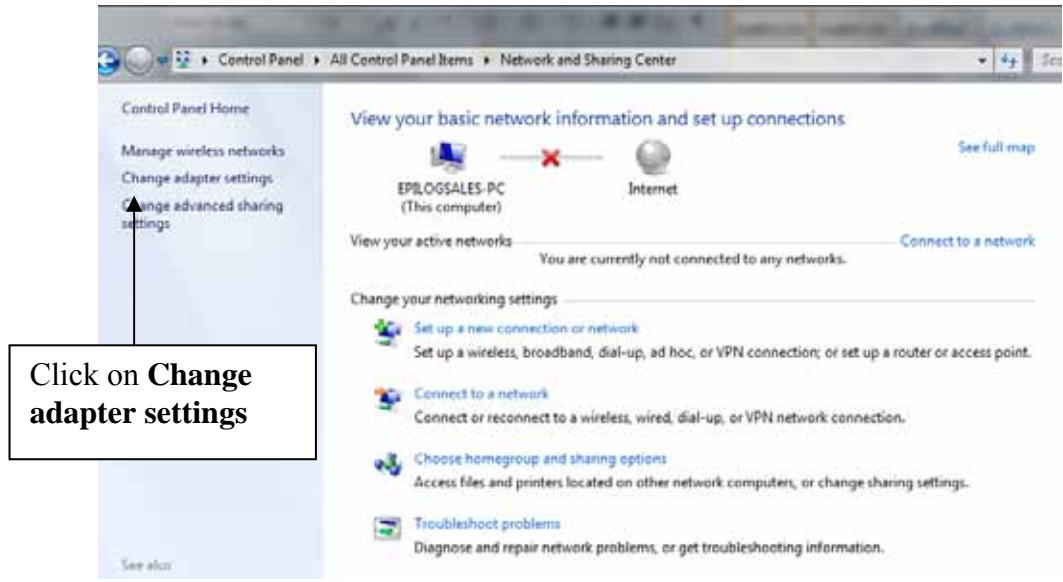 Control Panel ▸ All Control Panel Items ▸ Network and Sharing Center
Control Panel Home
Manage wireless networks
Change adapter settings
Change advanced sharing
settings
See also
Click on Change
adapter settings
View your basic network information and set up connections
See full map
EPILOGSALES-PC
(This computer)
Internet
View your active networks
Connect to a network
You are currently not connected to any networks.
Change your networking settings
Set up a new connection or network
Set up a wireless, broadband, dial-up, ad hoc, or VPN connection; or set up a router or access point.
Connect to a network
Connect or reconnect to a wireless, wired, dial-up, or VPN network connection.
Choose homegroup and sharing options
Access files and printers located on other network computers, or change sharing settings.
Troubleshoot problems
Diagnose and repair network problems, or get troubleshooting information.